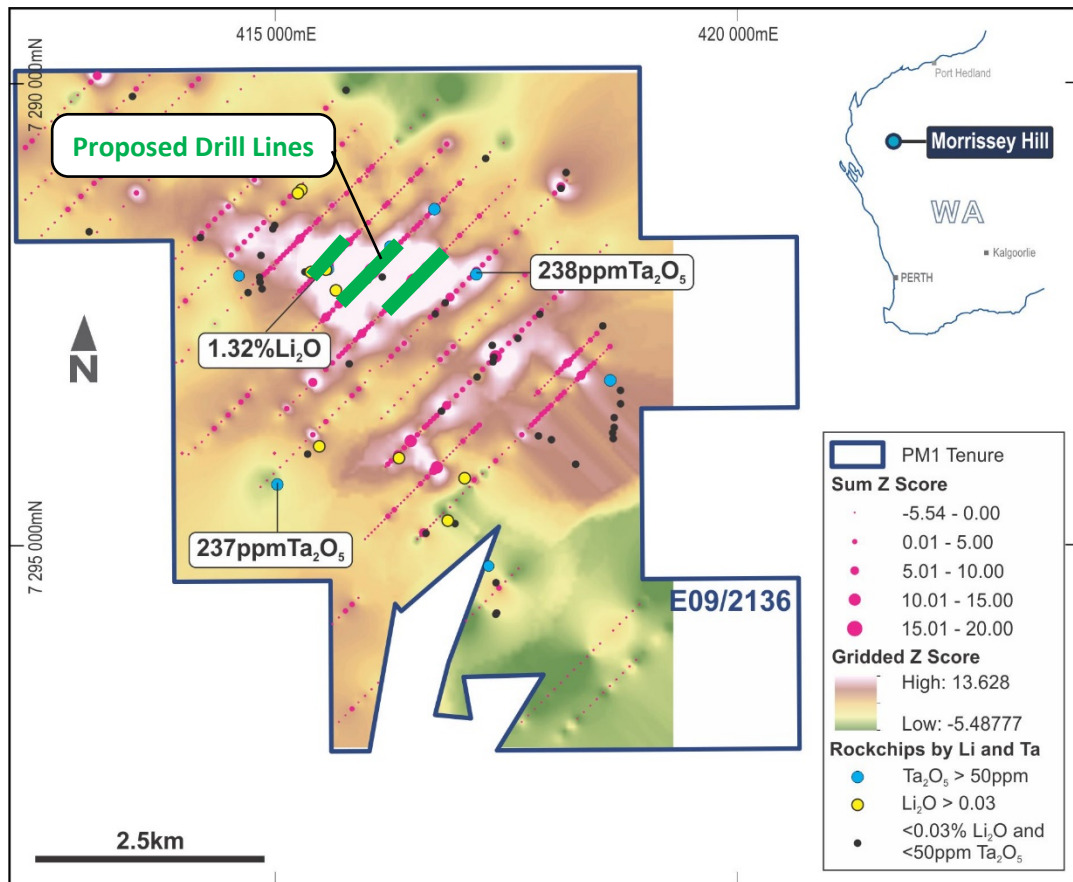 415 000mE
420 000mE
7 290 000mN
7 295 000mN
Port Hedland
Morrissey Hill
WA
Kalgoorlie
PERTH
Proposed Drill Lines
238ppmTa₂O₅
1.32%Li₂O
N
237ppmTa₂O₅
E09/2136
2.5km
PM1 Tenure
Sum Z Score
-5.54 - 0.00
0.01 - 5.00
5.01 - 10.00
10.01 - 15.00
15.01 - 20.00
Gridded Z Score
High: 13.628
Low: -5.48777
Rockchips by Li and Ta
Ta₂O₅ > 50ppm
Li₂O > 0.03
<0.03% Li₂O and
<50ppm Ta₂O₅